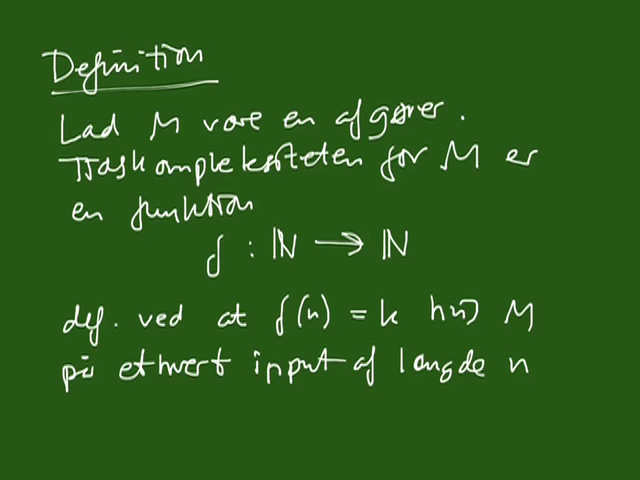 Definition
Lad M være en afgører.
Tidskompleksiteten for M er
en funktion
f : ℕ → ℕ
def. ved at f(n) = k hvis M
på ethvert input af længde n